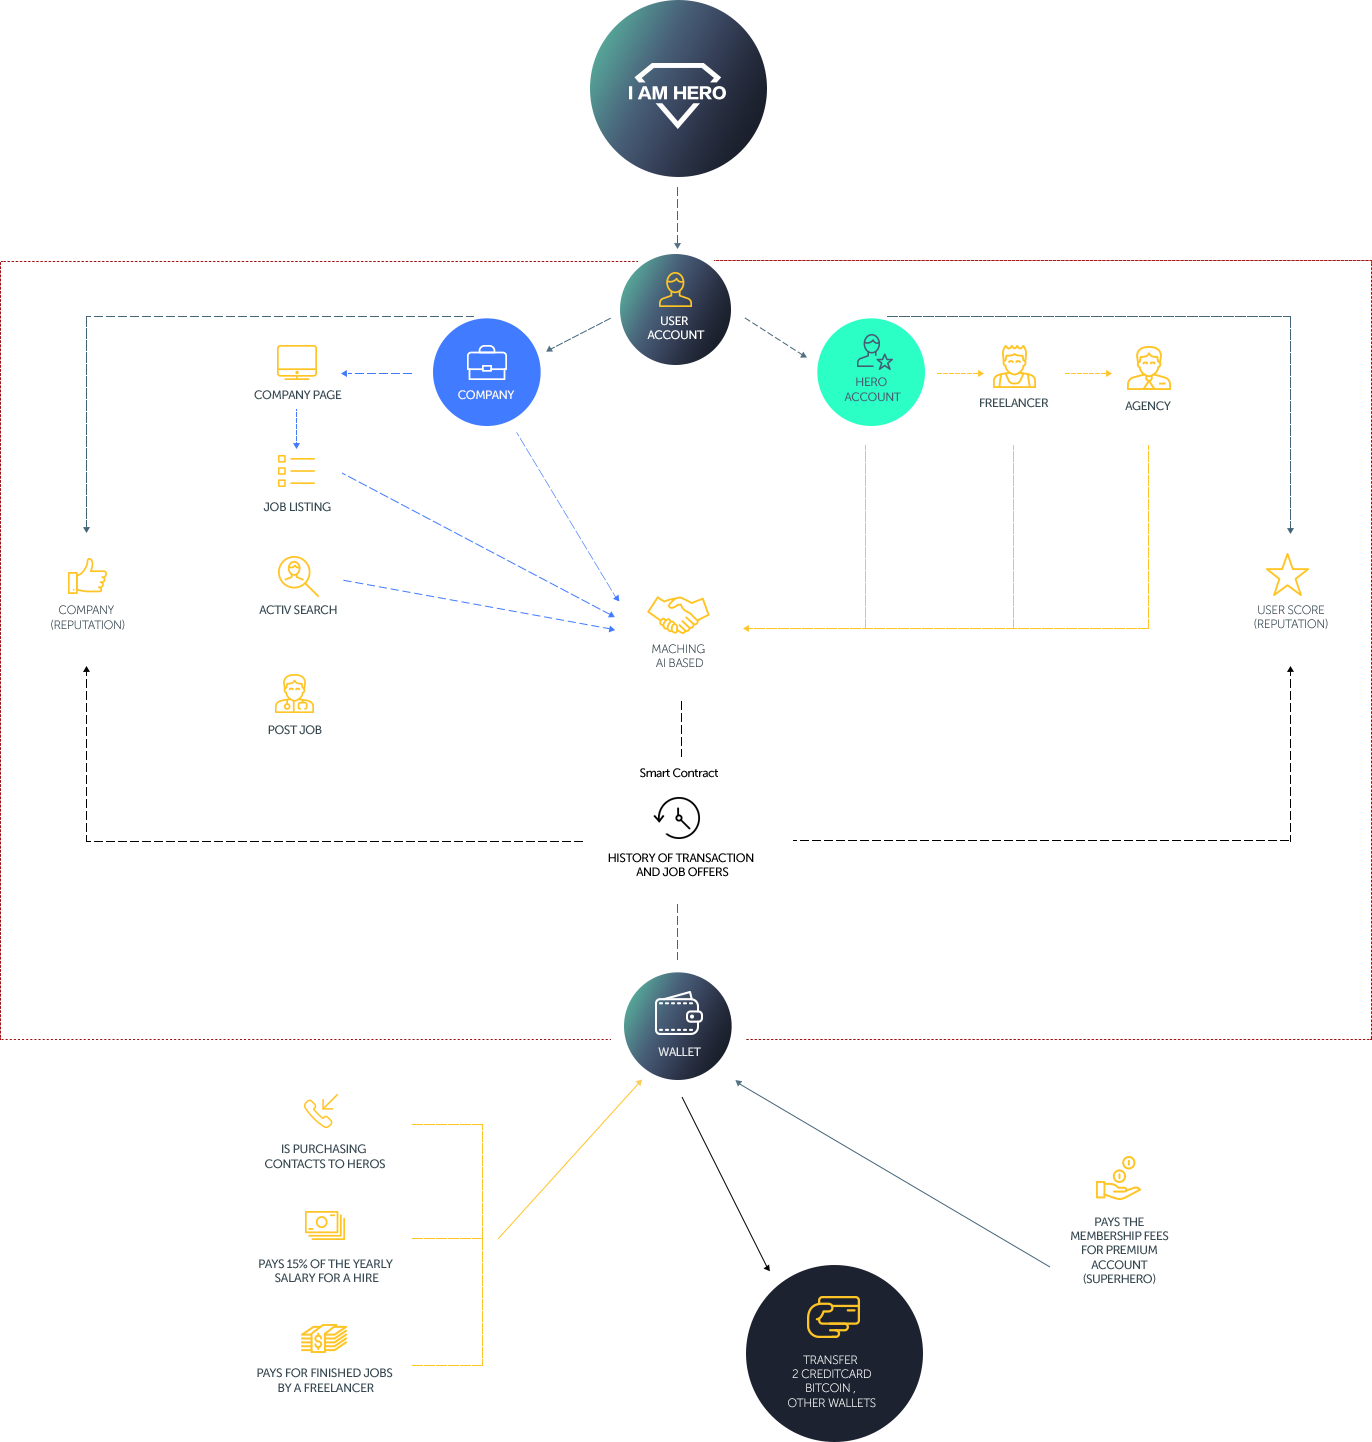 I AM HERO
USER
ACCOUNT
COMPANY PAGE
COMPANY
HERO
ACCOUNT
FREELANCER
AGENCY
JOB LISTING
ACTIV SEARCH
COMPANY
(REPUTATION)
MACHING
AI BASED
USER SCORE
(REPUTATION)
POST JOB
Smart Contract
HISTORY OF TRANSACTION
AND JOB OFFERS
WALLET
IS PURCHASING
CONTACTS TO HEROS
PAYS 15% OF THE YEARLY
SALARY FOR A HIRE
PAYS FOR FINISHED JOBS
BY A FREELANCER
PAYS THE
MEMBERSHIP FEES
FOR PREMIUM
ACCOUNT
(SUPERHERO)
TRANSFER
2 CREDITCARD
BITCOIN ,
OTHER WALLETS